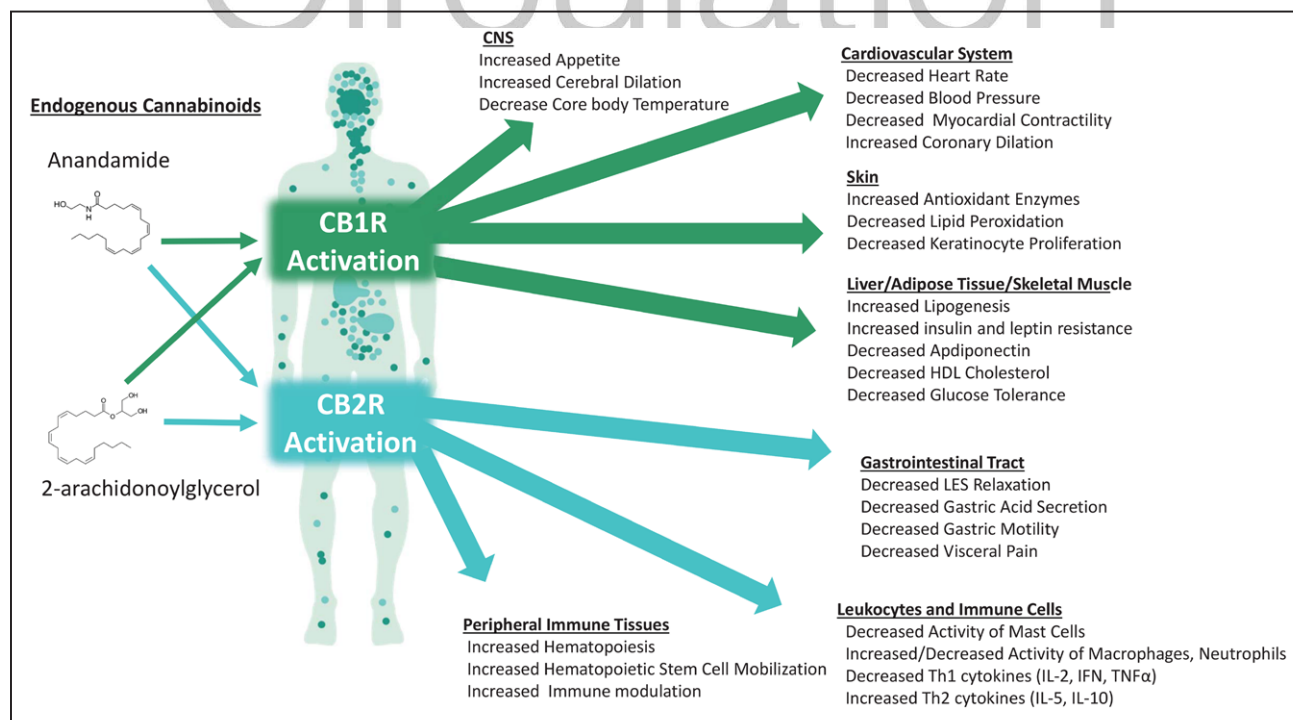 Circulation
CNS
Increased Appetite
Increased Cerebral Dilation
Decrease Core body Temperature
Cardiovascular System
Decreased Heart Rate
Decreased Blood Pressure
Decreased Myocardial Contractility
Increased Coronary Dilation
Endogenous Cannabinoids
Anandamide
HO
O
N
H
Skin
Increased Antioxidant Enzymes
Decreased Lipid Peroxidation
Decreased Keratinocyte Proliferation
CB1R
Activation
Liver/Adipose Tissue/Skeletal Muscle
Increased Lipogenesis
Increased insulin and leptin resistance
Decreased Apdiponectin
Decreased HDL Cholesterol
Decreased Glucose Tolerance
O
OH
O
OH
2-arachidonoylglycerol
CB2R
Activation
Gastrointestinal Tract
Decreased LES Relaxation
Decreased Gastric Acid Secretion
Decreased Gastric Motility
Decreased Visceral Pain
Peripheral Immune Tissues
Increased Hematopoiesis
Increased Hematopoietic Stem Cell Mobilization
Increased Immune modulation
Leukocytes and Immune Cells
Decreased Activity of Mast Cells
Increased/Decreased Activity of Macrophages, Neutrophils
Decreased Th1 cytokines (IL-2, IFN, TNFα)
Increased Th2 cytokines (IL-5, IL-10)